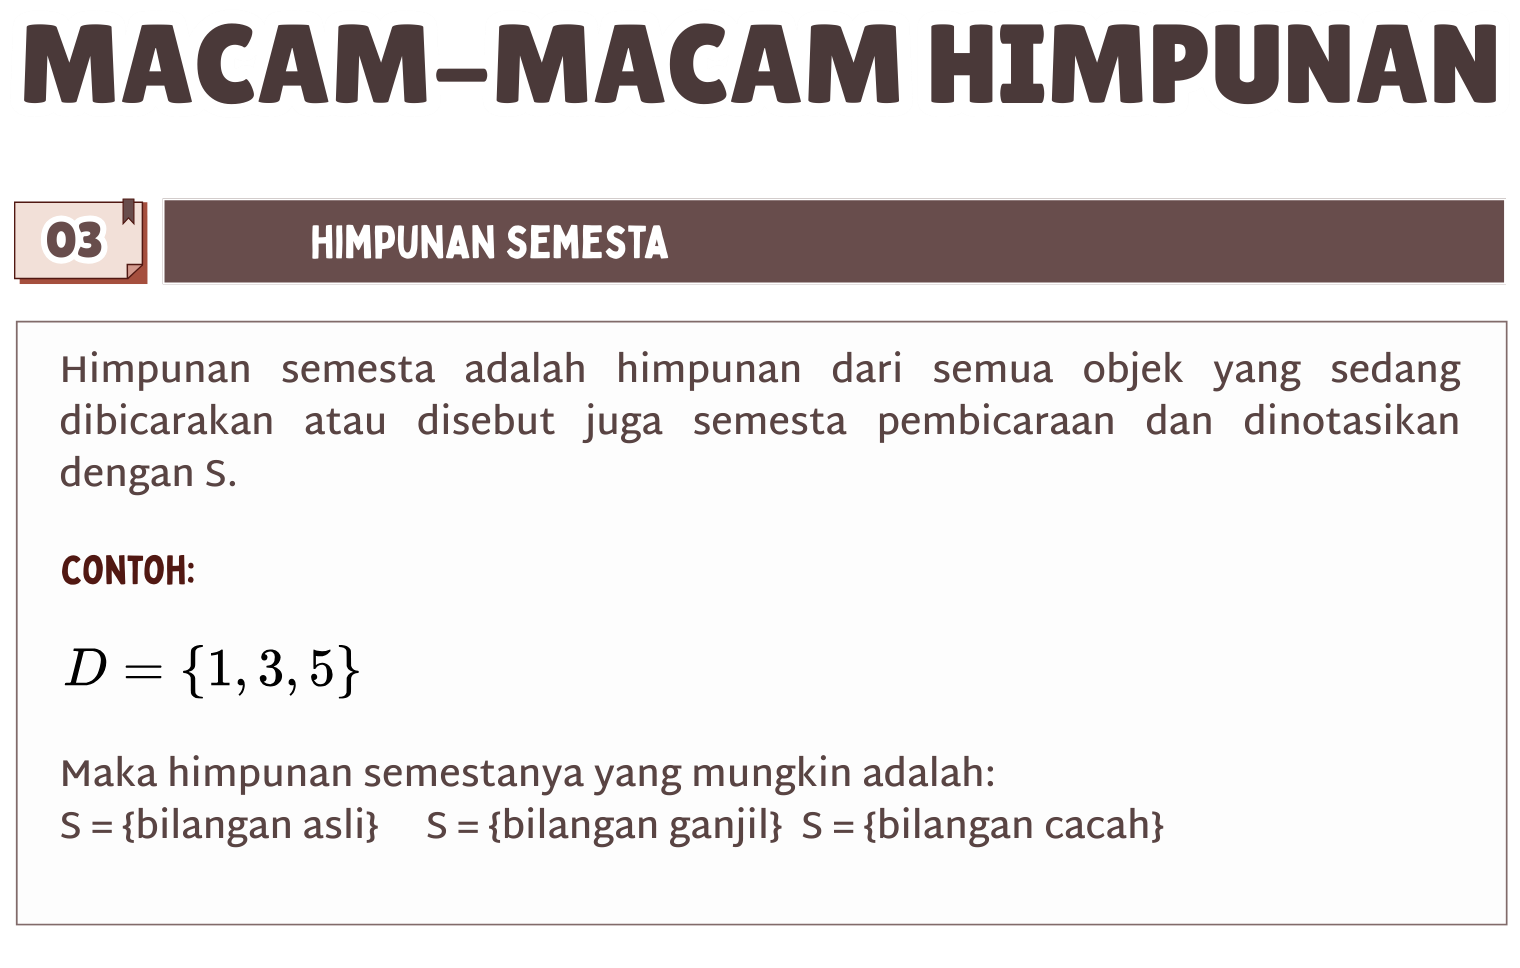 MACAM-MACAM HIMPUNAN
03
HIMPUNAN SEMESTA
Himpunan semesta adalah himpunan dari semua objek yang sedang
dibicarakan atau disebut juga semesta pembicaraan dan dinotasikan
dengan S.
CONTOH:
D = {1, 3, 5}
Maka himpunan semestanya yang mungkin adalah:
S = {bilangan asli} S = {bilangan ganjil} S = {bilangan cacah}